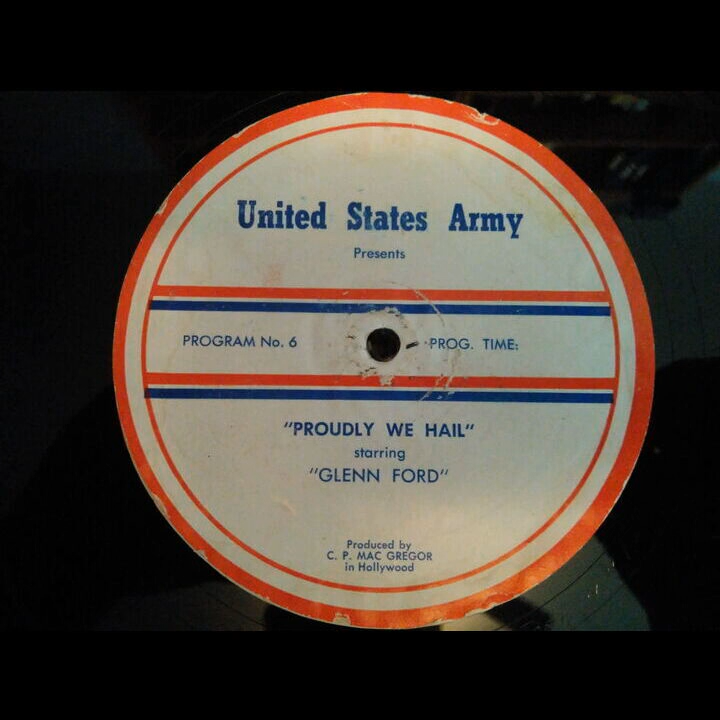 United States Army
Presents
PROGRAM No. 6 PROG. TIME:
"PROUDLY WE HAIL"
starring
"GLENN FORD"
Produced by
C. P. MAC GREGOR
in Hollywood